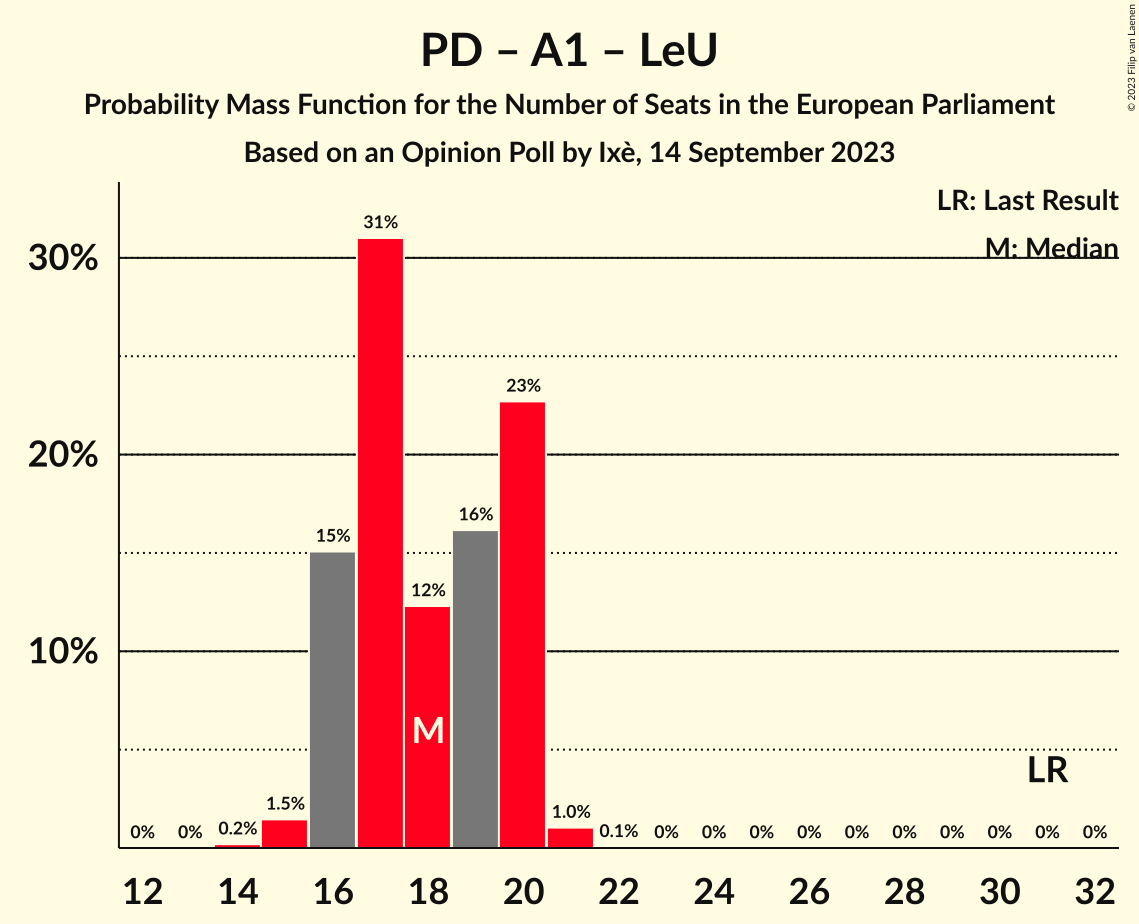 PD – A1 – LeU
Probability Mass Function for the Number of Seats in the European Parliament
Based on an Opinion Poll by Ixè, 14 September 2023
© 2023 Filip van Laenen
LR: Last Result
M: Median
30%
20%
10%
0% 0% 0.2% 1.5% 15% 31% 12% 16% 23% 1.0% 0.1% 0% 0% 0% 0% 0% 0% 0% 0% 0% 0%
M
LR
12 14 16 18 20 22 24 26 28 30 32